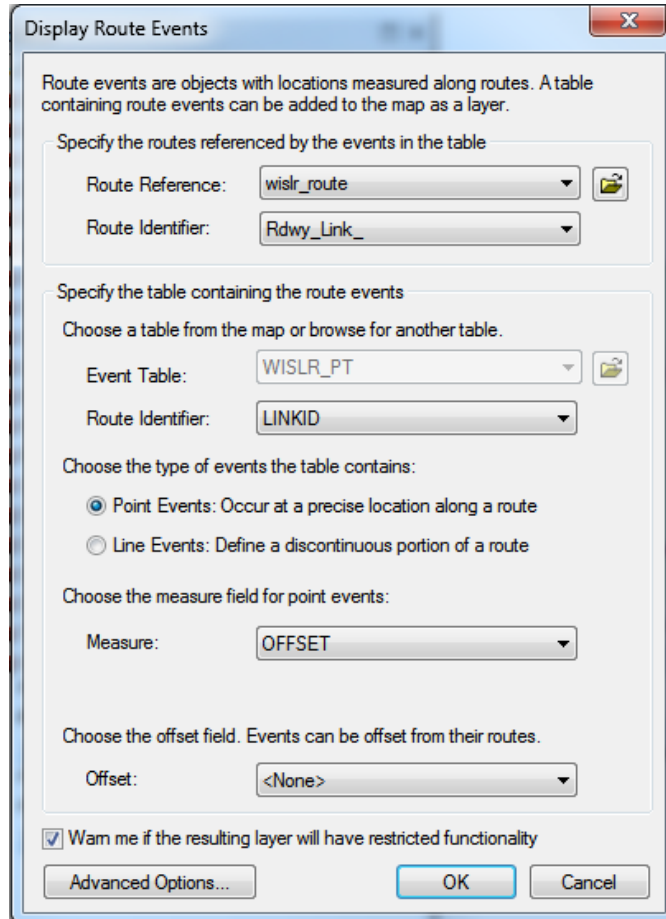 Display Route Events
Route events are objects with locations measured along routes. A table
containing route events can be added to the map as a layer.
Specify the routes referenced by the events in the table
Route Reference: wislr_route
Route Identifier: Rdwy_Link_
Specify the table containing the route events
Choose a table from the map or browse for another table.
Event Table: WISLR_PT
Route Identifier: LINKID
Choose the type of events the table contains:
Point Events: Occur at a precise location along a route
Line Events: Define a discontinuous portion of a route
Choose the measure field for point events:
Measure: OFFSET
Choose the offset field. Events can be offset from their routes.
Offset: <None>
Warn me if the resulting layer will have restricted functionality
Advanced Options... OK Cancel